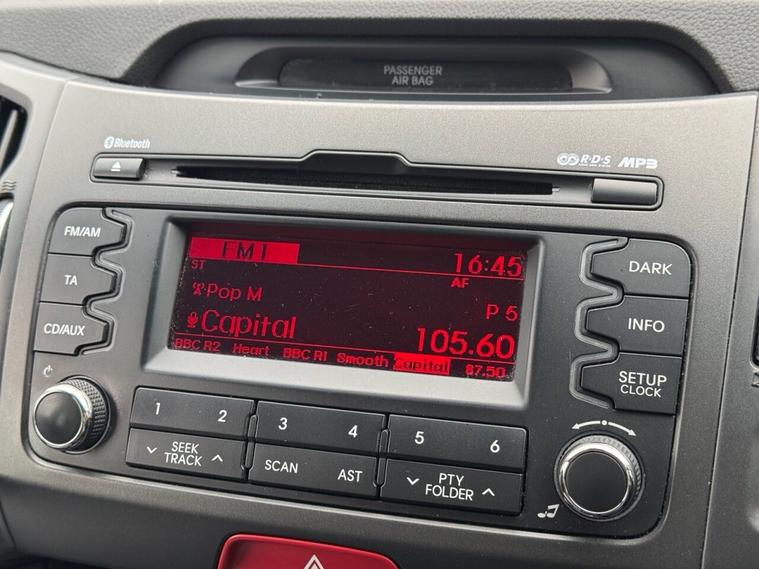 PASSENGER
AIR BAG
Bluetooth
R·D·S MP3
FM/AM
TA
CD/AUX
FM1 16:45
ST AF
Pop M P 5
Capital 105.60
BBC R2 Heart BBC R1 Smooth Capital 87.50
DARK
INFO
SETUP
CLOCK
1 2 3 4 5 6
SEEK
TRACK
SCAN AST
PTY
FOLDER